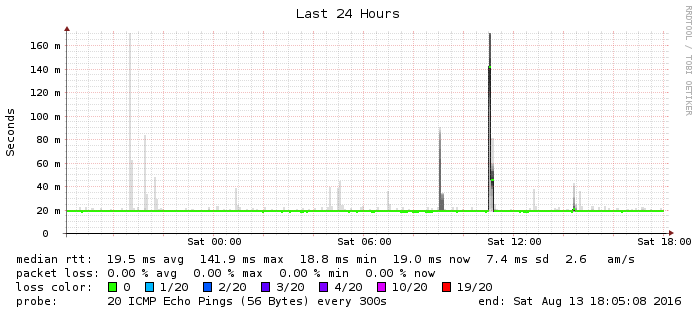 Last 24 Hours
RRDTOOL / TOBI OETIKER
Seconds
160 m
140 m
120 m
100 m
80 m
60 m
40 m
20 m
0
Sat 00:00 Sat 06:00 Sat 12:00 Sat 18:00
median rtt: 19.5 ms avg 141.9 ms max 18.8 ms min 19.0 ms now 7.4 ms sd 2.6 am/s
packet loss: 0.00 % avg 0.00 % max 0.00 % min 0.00 % now
loss color: 0 1/20 2/20 3/20 4/20 10/20 19/20
probe: 20 ICMP Echo Pings (56 Bytes) every 300s end: Sat Aug 13 18:05:08 2016